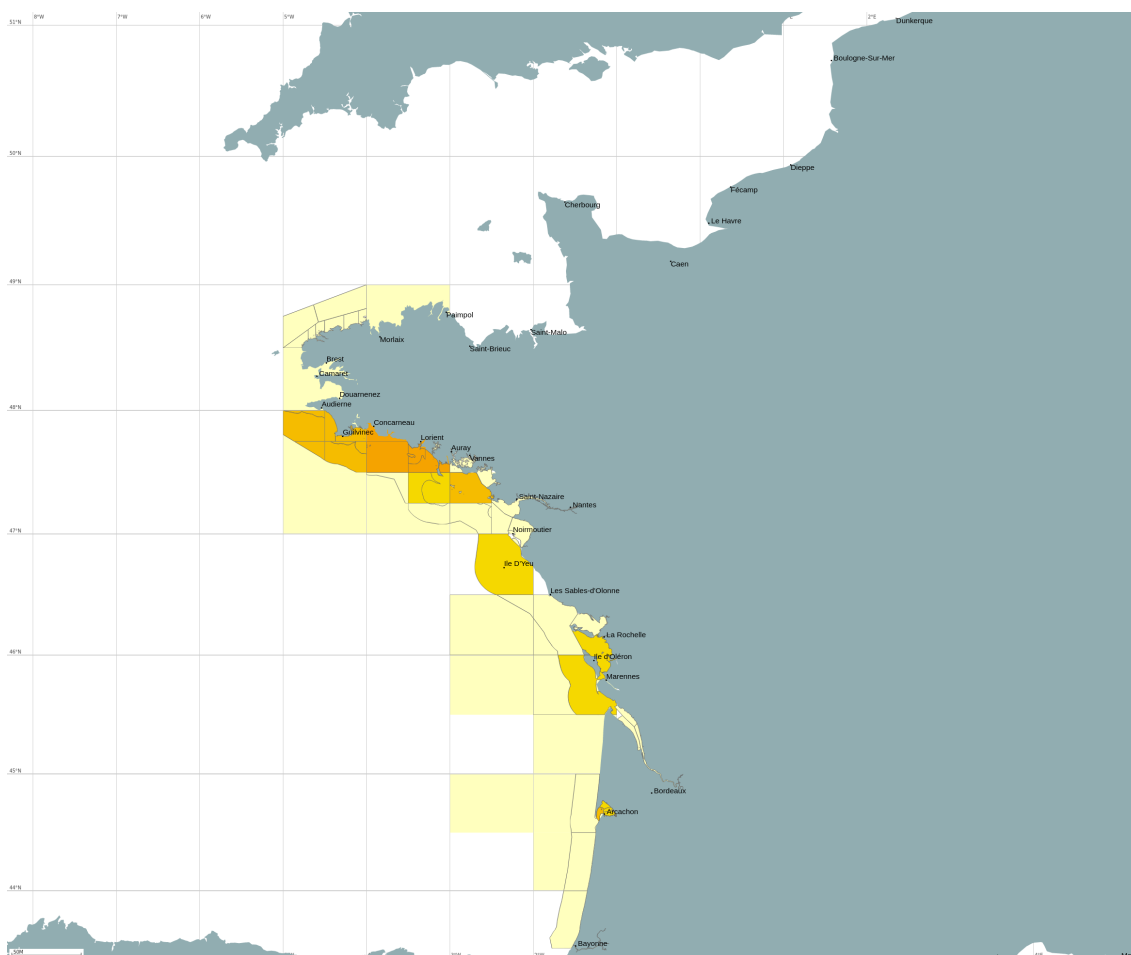 8°W 7°W 6°W 5°W 2°E
51°N
Dunkerque
Boulogne-Sur-Mer
50°N
Dieppe
Fécamp
Cherbourg
Le Havre
Caen
49°N
Paimpol
Saint-Malo
Morlaix
Saint-Brieuc
Brest
Camaret
Douarnenez
Audierne
48°N
Concarneau
Guilvinec
Lorient
Auray
Vannes
Saint-Nazaire
Nantes
Noirmoutier
47°N
Ile D'Yeu
Les Sables-d'Olonne
La Rochelle
46°N
Ile d'Oléron
Marennes
45°N
Bordeaux
Arcachon
44°N
Bayonne